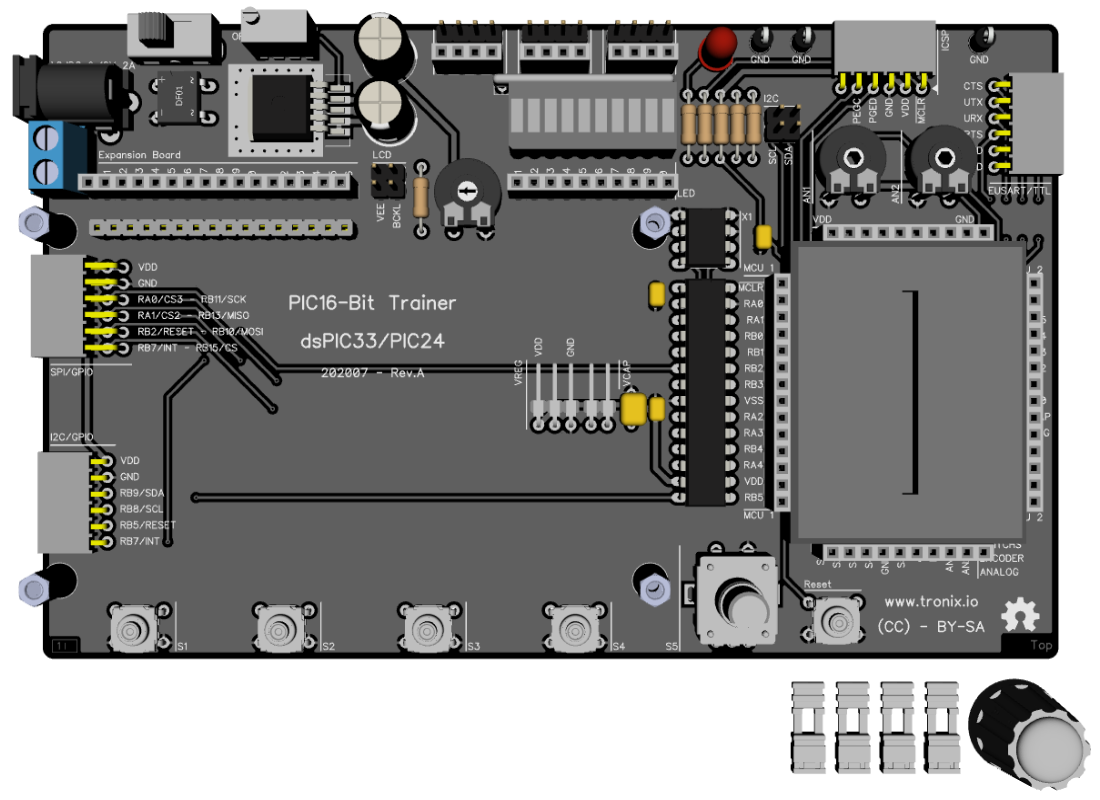 ICSP
GND
GND
GND
PEGC
PGED
GND
VDD
MCLR
CTS
UTX
URX
EUSART/TTL
DF01
I2C
SCL
SDA
AN1
AN2
Expansion Board
LCD
VEE
BCKL
LED
VDD
GND
X1
MCU 1
VDD
GND
RA0/CS3 - RB11/SCK
RA1/CS2 - RB13/MISO
RB2/RESET - RB10/MOSI
RB7/INT - RB15/CS
SPI/GPIO
PIC16-Bit Trainer
dsPIC33/PIC24
202007 - Rev.A
VREG
VDD
GND
VCAP
MCLR
RA0
RA1
RB0
RB1
RB2
RB3
VSS
RA2
RA3
RB4
RA4
VDD
RB5
MCU 1
I2C/GPIO
VDD
GND
RB9/SDA
RB8/SCL
RB5/RESET
RB7/INT
ANALOG
Reset
www.tronix.io
(CC) - BY-SA
S1
S2
S3
S4
S5
Top